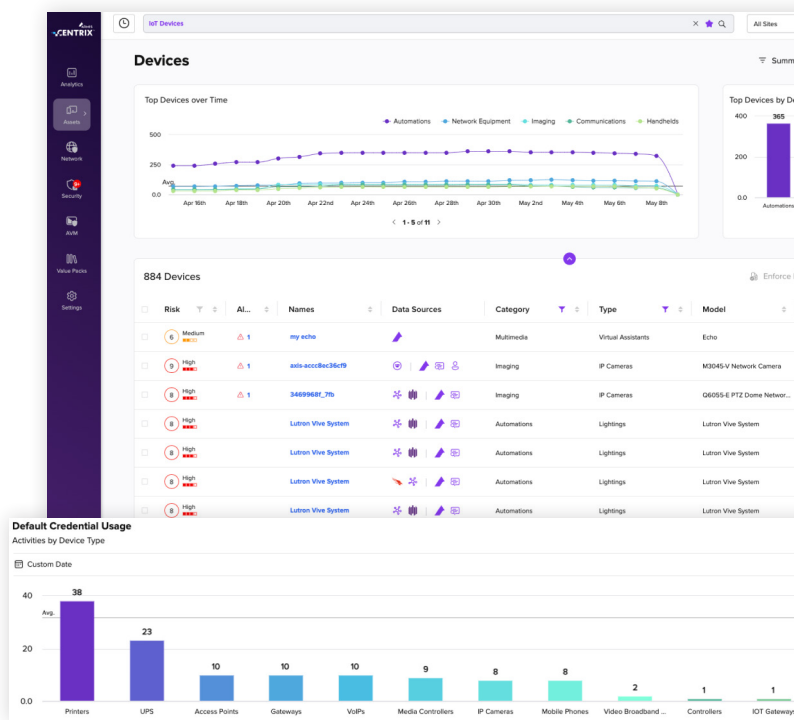 CENTRIX
IoT Devices
All Sites
Analytics
Assets
Network
9+
Security
AVM
Value Packs
Settings
Devices
Summ
Top Devices over Time
Automations Network Equipment Imaging Communications Handhelds
500
250
Avg.
0.0
Apr 16th Apr 18th Apr 20th Apr 22nd Apr 24th Apr 26th Apr 28th Apr 30th May 2nd May 4th May 6th May 8th
< 1 - 5 of 11 >
Top Devices by De
400
365
200
0.0
Automations
884 Devices
Enforce
Risk Al... Names Data Sources Category Type Model
6 Medium 1 my echo Multimedia Virtual Assistants Echo
9 High 1 axis-accc8ec36cf9 Imaging IP Cameras M3045-V Network Camera
8 High 1 3469968f_7fb Imaging IP Cameras Q6055-E PTZ Dome Networ...
8 High Lutron Vive System Automations Lightings Lutron Vive System
8 High Lutron Vive System Automations Lightings Lutron Vive System
8 High Lutron Vive System Automations Lightings Lutron Vive System
8 High Lutron Vive System Automations Lightings Lutron Vive System
Default Credential Usage
Activities by Device Type
Custom Date
40
Avg.
20
0.0
38 23 10 10 10 9 8 8 2 1 1
Printers UPS Access Points Gateways VoIPs Media Controllers IP Cameras Mobile Phones Video Broadband ... Controllers IOT Gateways